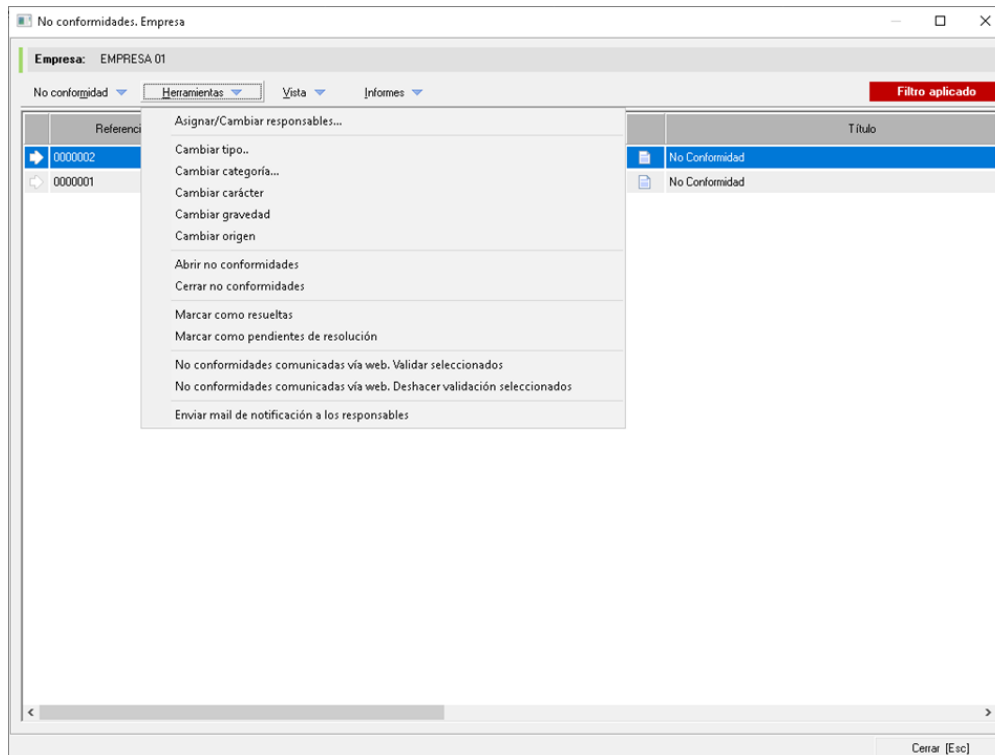 No conformidades. Empresa
Empresa: EMPRESA 01
No conformidad Herramientas Vista Informes Filtro aplicado
Referenci Título
0000002 No Conformidad
0000001 No Conformidad
Asignar/Cambiar responsables...
Cambiar tipo..
Cambiar categoría...
Cambiar carácter
Cambiar gravedad
Cambiar origen
Abrir no conformidades
Cerrar no conformidades
Marcar como resueltas
Marcar como pendientes de resolución
No conformidades comunicadas vía web. Validar seleccionados
No conformidades comunicadas vía web. Deshacer validación seleccionados
Enviar mail de notificación a los responsables
Cerrar [Esc]